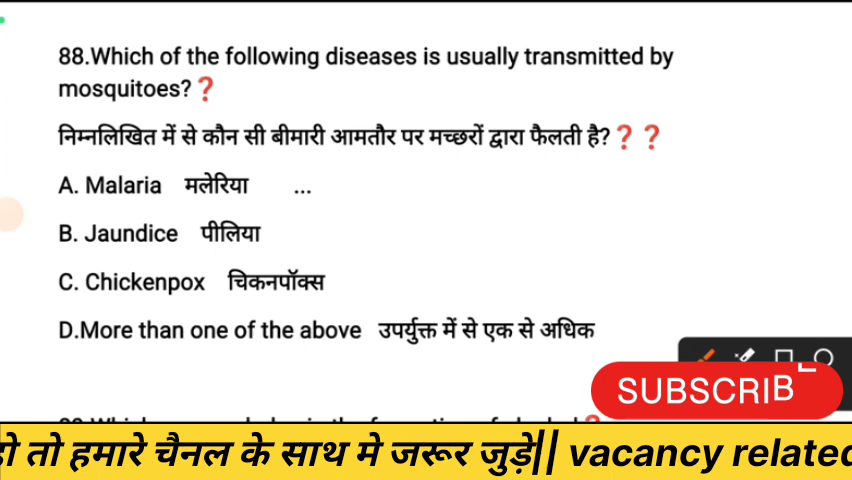 88.Which of the following diseases is usually transmitted by
mosquitoes?❓
निम्नलिखित में से कौन सी बीमारी आमतौर पर मच्छरों द्वारा फैलती है?❓❓
A. Malaria मलेरिया ...
B. Jaundice पीलिया
C. Chickenpox चिकनपॉक्स
D.More than one of the above उपर्युक्त में से एक से अधिक
SUBSCRIB
हो तो हमारे चैनल के साथ मे जरूर जुड़े|| vacancy related